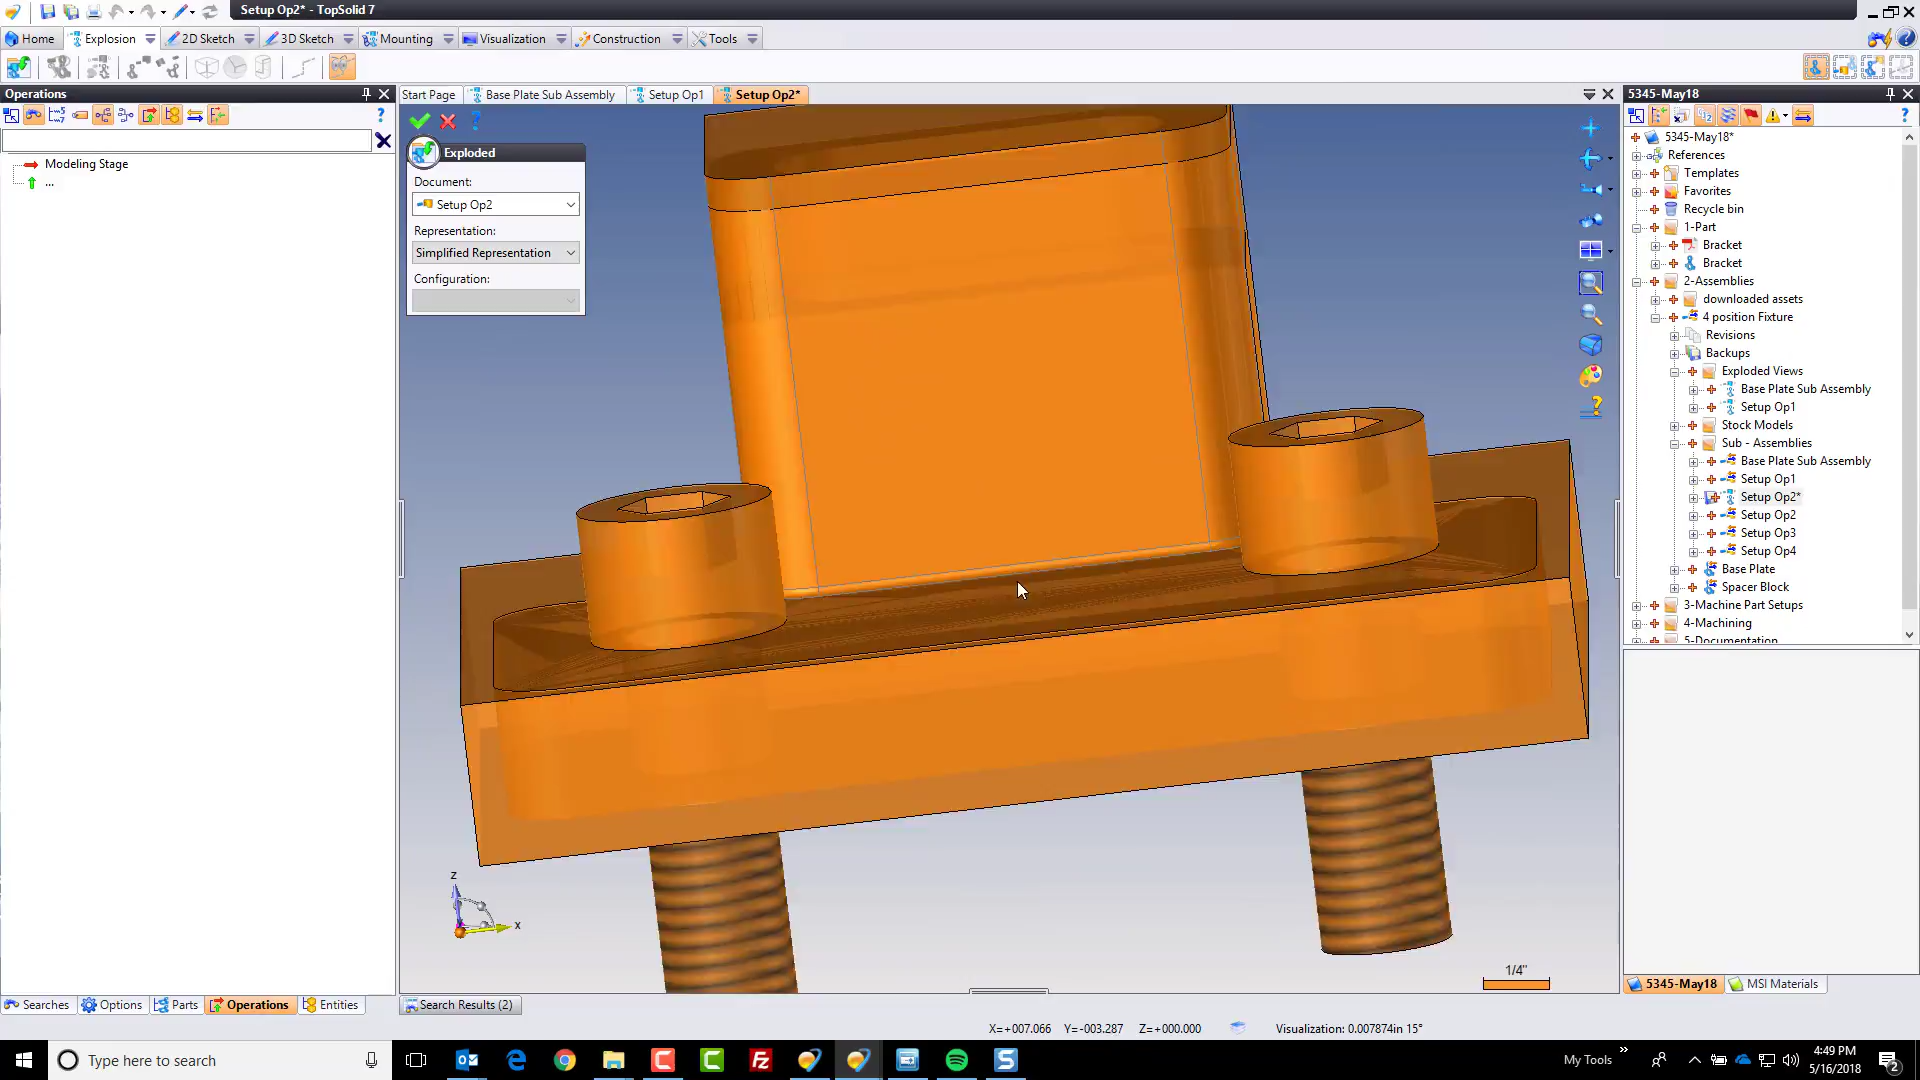 Setup Op2* - TopSolid 7
Home Explosion 2D Sketch 3D Sketch Mounting Visualization Construction Tools
Operations
Modeling Stage
...
Searches Options Parts Operations Entities
Start Page Base Plate Sub Assembly Setup Op1 Setup Op2*
Exploded
Document:
Setup Op2
Representation:
Simplified Representation
Configuration:
z
x
1/4"
Search Results (2)
X=+007.066 Y=-003.287 Z=+000.000 Visualization: 0.007874in 15°
5345-May18
5345-May18*
References
Templates
Favorites
Recycle bin
1-Part
Bracket
Bracket
2-Assemblies
downloaded assets
4 position Fixture
Revisions
Backups
Exploded Views
Base Plate Sub Assembly
Setup Op1
Stock Models
Sub - Assemblies
Base Plate Sub Assembly
Setup Op1
Setup Op2*
Setup Op2
Setup Op3
Setup Op4
Base Plate
Spacer Block
3-Machine Part Setups
4-Machining
5-Documentation
5345-May18 MSI Materials
Type here to search
My Tools
4:49 PM
5/16/2018
2